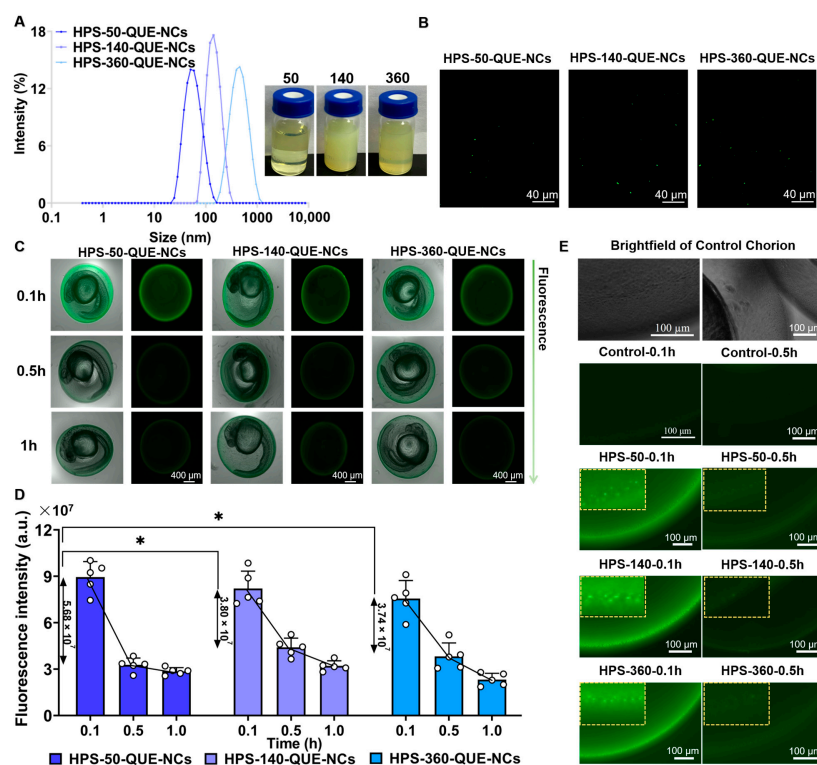 A
HPS-50-QUE-NCs
HPS-140-QUE-NCs
HPS-360-QUE-NCs
18
12
6
0
Intensity (%)
0.1
1
10
100
1000
10,000
Size (nm)
50
140
360
B
HPS-50-QUE-NCs
HPS-140-QUE-NCs
HPS-360-QUE-NCs
40 μm
40 μm
40 μm
C
HPS-50-QUE-NCs
HPS-140-QUE-NCs
HPS-360-QUE-NCs
0.1h
0.5h
1h
400 μm
400 μm
400 μm
Fluorescence
D
×10⁷
Fluorescence intensity (a.u.)
12
9
6
3
0
*
*
5.68 × 10⁷
3.80 × 10⁷
3.74 × 10⁷
0.1 0.5 1.0
0.1 0.5 1.0
0.1 0.5 1.0
Time (h)
HPS-50-QUE-NCs
HPS-140-QUE-NCs
HPS-360-QUE-NCs
E
Brightfield of Control Chorion
100 μm
100 μm
Control-0.1h
Control-0.5h
100 μm
100 μm
HPS-50-0.1h
HPS-50-0.5h
100 μm
100 μm
HPS-140-0.1h
HPS-140-0.5h
100 μm
100 μm
HPS-360-0.1h
HPS-360-0.5h
100 μm
100 μm